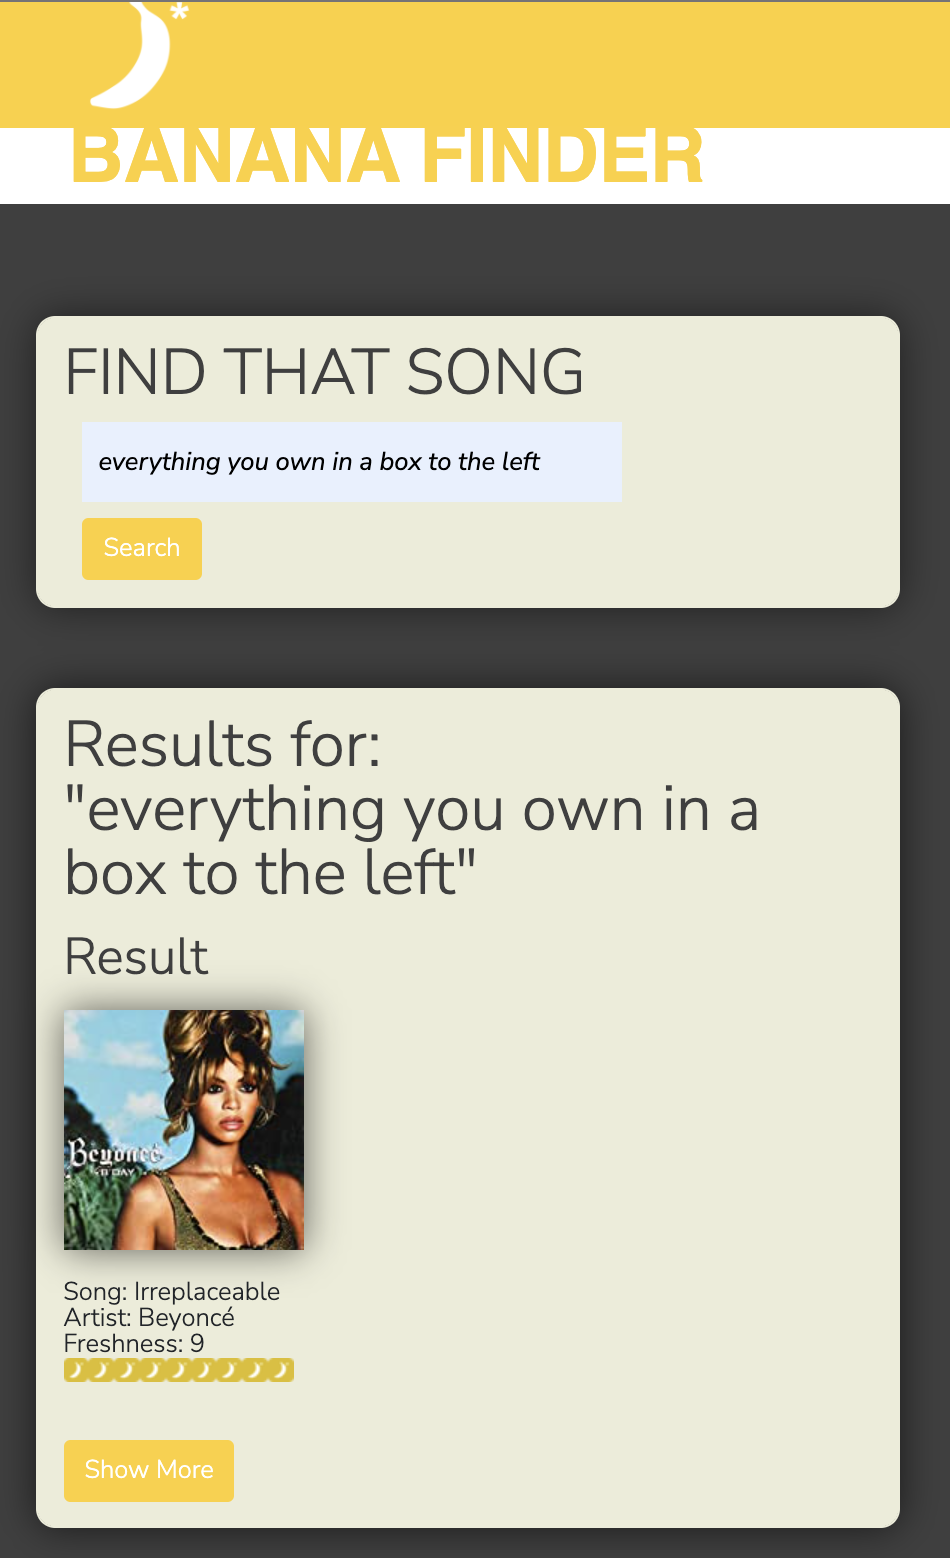 *
BANANA FINDER
FIND THAT SONG
everything you own in a box to the left
Search
Results for:
"everything you own in a
box to the left"
Result
Beyoncé
B'DAY
Song: Irreplaceable
Artist: Beyoncé
Freshness: 9
Show More